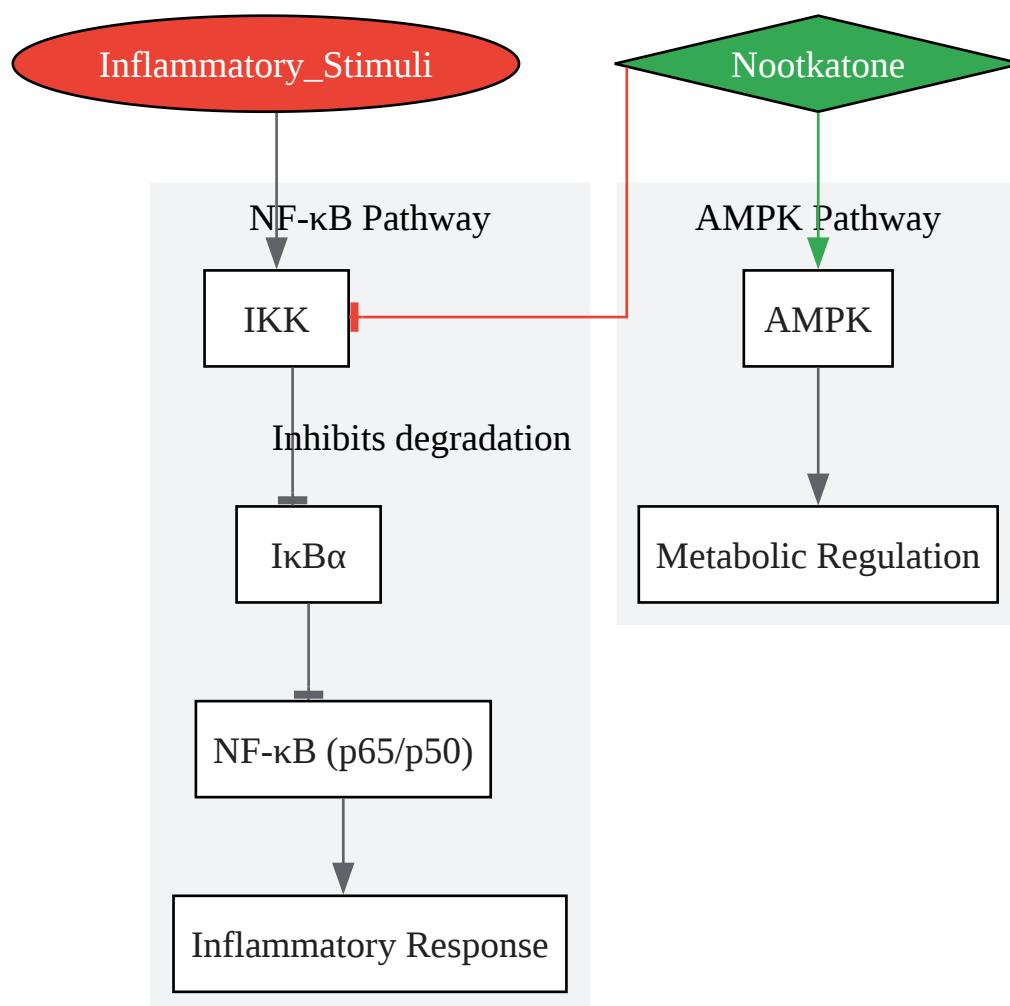 Inflammatory_Stimuli
Nootkatone
NF-κB Pathway
AMPK Pathway
IKK
AMPK
Inhibits degradation
IκBα
Metabolic Regulation
NF-κB (p65/p50)
Inflammatory Response